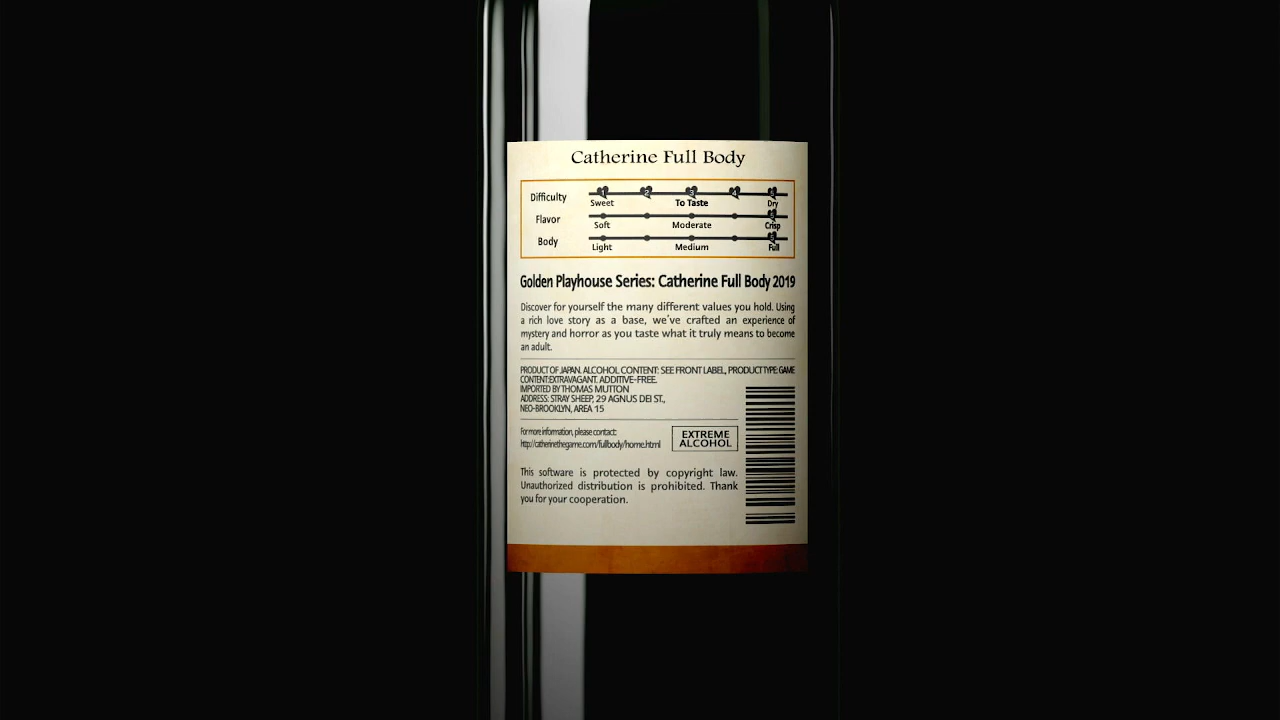 Catherine Full Body
Difficulty
1 2 3 4 5
Sweet To Taste Dry
Flavor
Soft Moderate Crisp
Body
Light Medium Full
Golden Playhouse Series: Catherine Full Body 2019
Discover for yourself the many different values you hold. Using
a rich love story as a base, we've crafted an experience of
mystery and horror as you taste what it truly means to become
an adult.
PRODUCT OF JAPAN. ALCOHOL CONTENT: SEE FRONT LABEL, PRODUCT TYPE: GAME
CONTENT:EXTRAVAGANT. ADDITIVE-FREE.
IMPORTED BY THOMAS MUTTON
ADDRESS: STRAY SHEEP, 29 AGNUS DEI ST.,
NEO-BROOKLYN, AREA 15
For more information, please contact:
http://catherinethegame.com/fullbody/home.html
EXTREME
ALCOHOL
This software is protected by copyright law.
Unauthorized distribution is prohibited. Thank
you for your cooperation.